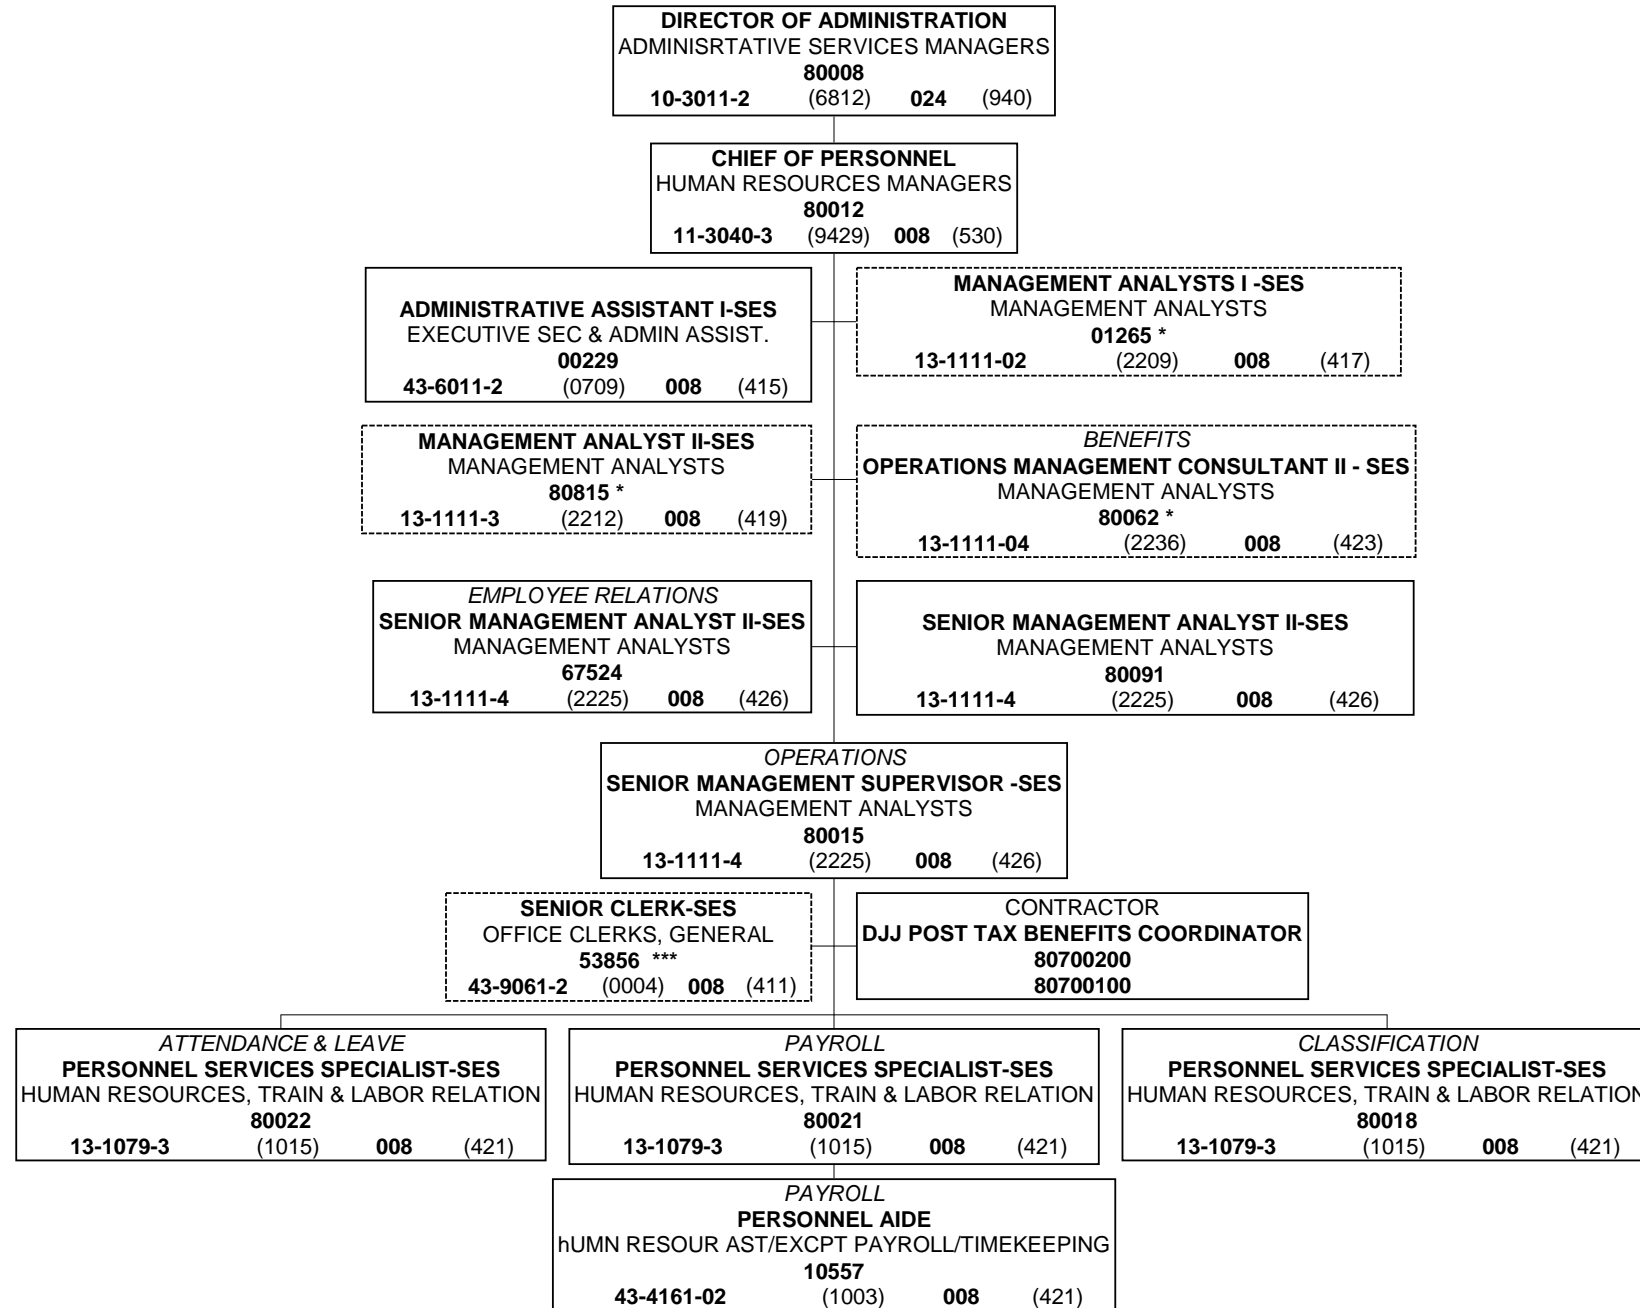 DIRECTOR OF ADMINISTRATION
ADMINISRTATIVE SERVICES MANAGERS
80008
10-3011-2 (6812) 024 (940)
CHIEF OF PERSONNEL
HUMAN RESOURCES MANAGERS
80012
11-3040-3 (9429) 008 (530)
ADMINISTRATIVE ASSISTANT I-SES
EXECUTIVE SEC & ADMIN ASSIST.
00229
43-6011-2 (0709) 008 (415)
MANAGEMENT ANALYSTS I -SES
MANAGEMENT ANALYSTS
01265 *
13-1111-02 (2209) 008 (417)
MANAGEMENT ANALYST II-SES
MANAGEMENT ANALYSTS
80815 *
13-1111-3 (2212) 008 (419)
BENEFITS
OPERATIONS MANAGEMENT CONSULTANT II - SES
MANAGEMENT ANALYSTS
80062 *
13-1111-04 (2236) 008 (423)
EMPLOYEE RELATIONS
SENIOR MANAGEMENT ANALYST II-SES
MANAGEMENT ANALYSTS
67524
13-1111-4 (2225) 008 (426)
SENIOR MANAGEMENT ANALYST II-SES
MANAGEMENT ANALYSTS
80091
13-1111-4 (2225) 008 (426)
OPERATIONS
SENIOR MANAGEMENT SUPERVISOR -SES
MANAGEMENT ANALYSTS
80015
13-1111-4 (2225) 008 (426)
SENIOR CLERK-SES
OFFICE CLERKS, GENERAL
53856 ***
43-9061-2 (0004) 008 (411)
CONTRACTOR
DJJ POST TAX BENEFITS COORDINATOR
80700200
80700100
ATTENDANCE & LEAVE
PERSONNEL SERVICES SPECIALIST-SES
HUMAN RESOURCES, TRAIN & LABOR RELATION
80022
13-1079-3 (1015) 008 (421)
PAYROLL
PERSONNEL SERVICES SPECIALIST-SES
HUMAN RESOURCES, TRAIN & LABOR RELATION
80021
13-1079-3 (1015) 008 (421)
CLASSIFICATION
PERSONNEL SERVICES SPECIALIST-SES
HUMAN RESOURCES, TRAIN & LABOR RELATION
80018
13-1079-3 (1015) 008 (421)
PAYROLL
PERSONNEL AIDE
hUMN RESOUR AST/EXCPT PAYROLL/TIMEKEEPING
10557
43-4161-02 (1003) 008 (421)